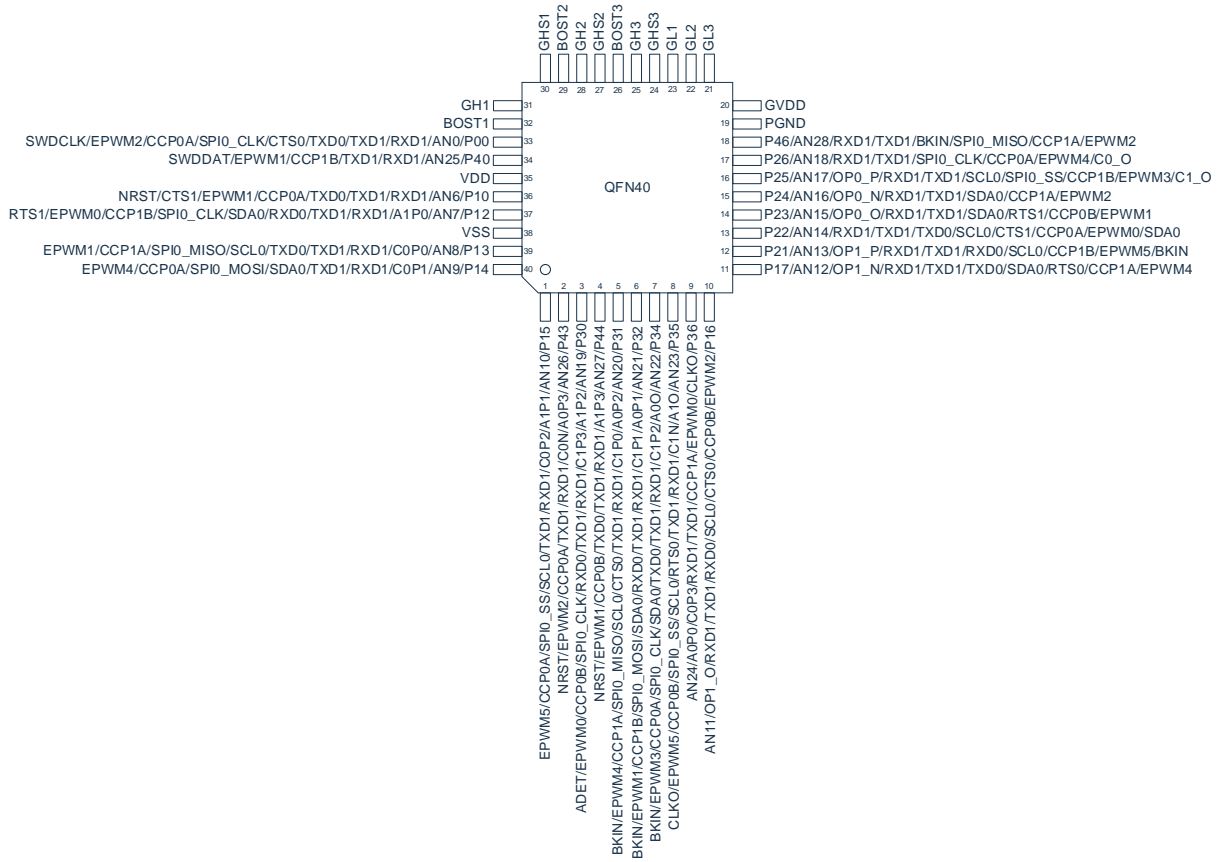 GHS1
BOST2
GH2
GHS2
BOST3
GH3
GHS3
GL1
GL2
GL3
30
29
28
27
26
25
24
23
22
21
GH1
31
BOST1
32
SWDCLK/EPWM2/CCP0A/SPI0_CLK/CTS0/TXD0/TXD1/RXD1/AN0/P00
33
SWDDAT/EPWM1/CCP1B/TXD1/RXD1/AN25/P40
34
VDD
35
NRST/CTS1/EPWM1/CCP0A/TXD0/TXD1/RXD1/AN6/P10
36
RTS1/EPWM0/CCP1B/SPI0_CLK/SDA0/RXD0/TXD1/RXD1/A1P0/AN7/P12
37
VSS
38
EPWM1/CCP1A/SPI0_MISO/SCL0/TXD0/TXD1/RXD1/C0P0/AN8/P13
39
EPWM4/CCP0A/SPI0_MOSI/SDA0/TXD1/RXD1/C0P1/AN9/P14
40
QFN40
20
GVDD
19
PGND
18
P46/AN28/RXD1/TXD1/BKIN/SPI0_MISO/CCP1A/EPWM2
17
P26/AN18/RXD1/TXD1/SPI0_CLK/CCP0A/EPWM4/C0_O
16
P25/AN17/OP0_P/RXD1/TXD1/SCL0/SPI0_SS/CCP1B/EPWM3/C1_O
15
P24/AN16/OP0_N/RXD1/TXD1/SDA0/CCP1A/EPWM2
14
P23/AN15/OP0_O/RXD1/TXD1/SDA0/RTS1/CCP0B/EPWM1
13
P22/AN14/RXD1/TXD1/TXD0/SCL0/CTS1/CCP0A/EPWM0/SDA0
12
P21/AN13/OP1_P/RXD1/TXD1/RXD0/SCL0/CCP1B/EPWM5/BKIN
11
P17/AN12/OP1_N/RXD1/TXD1/TXD0/SDA0/RTS0/CCP1A/EPWM4
1
2
3
4
5
6
7
8
9
10
EPWM5/CCP0A/SPI0_SS/SCL0/TXD1/RXD1/C0P2/A1P1/AN10/P15
NRST/EPWM2/CCP0A/TXD1/RXD1/C0N/A0P3/AN26/P43
ADET/EPWM0/CCP0B/SPI0_CLK/RXD0/TXD1/RXD1/C1P3/A1P2/AN19/P30
NRST/EPWM1/CCP0B/TXD0/TXD1/RXD1/A1P3/AN27/P44
BKIN/EPWM4/CCP1A/SPI0_MISO/SCL0/CTS0/TXD1/RXD1/C1P0/A0P2/AN20/P31
BKIN/EPWM1/CCP1B/SPI0_MOSI/SDA0/RXD0/TXD1/RXD1/C1P1/A0P1/AN21/P32
BKIN/EPWM3/CCP0A/SPI0_CLK/SDA0/TXD0/TXD1/RXD1/C1P2/A0O/AN22/P34
CLKO/EPWM5/CCP0B/SPI0_SS/SCL0/RTS0/TXD1/RXD1/C1N/A1O/AN23/P35
AN24/A0P0/C0P3/RXD1/TXD1/CCP1A/EPWM0/CLKO/P36
AN11/OP1_O/RXD1/TXD1/RXD0/SCL0/CTS0/CCP0B/EPWM2/P16